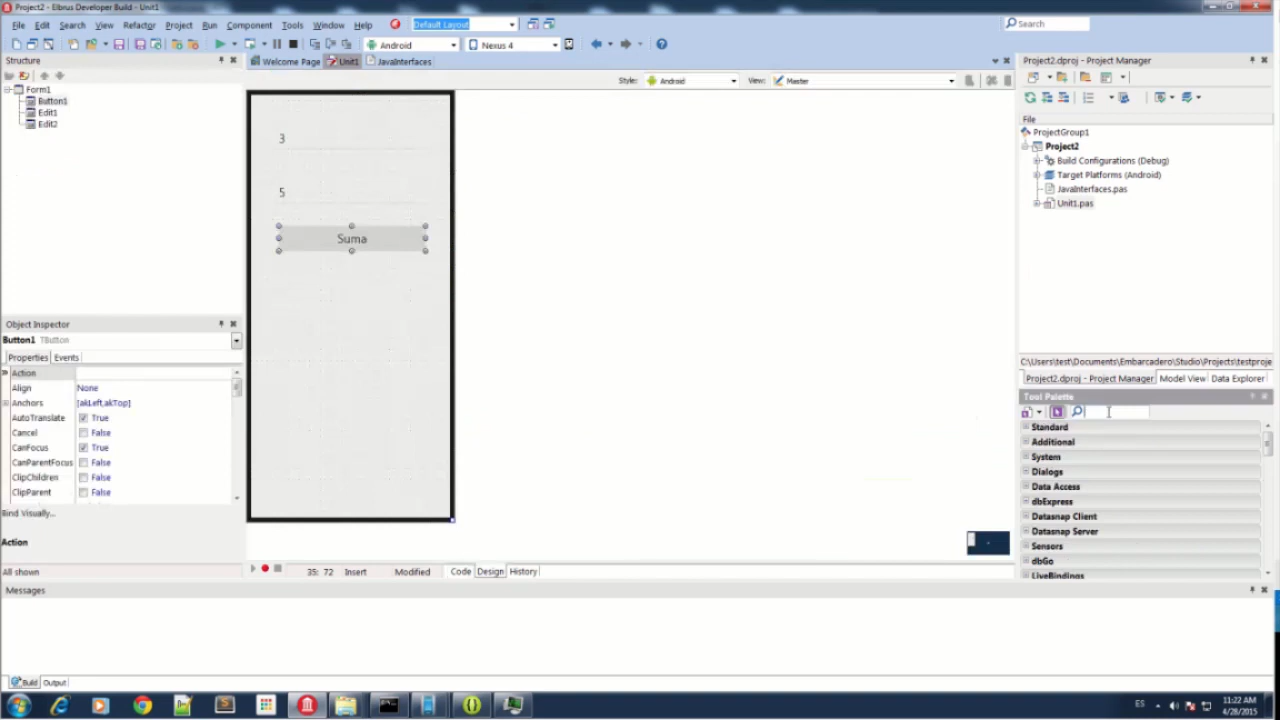 Project2 - Elbrus Developer Build - Unit1
File Edit Search View Refactor Project Run Component Tools Window Help Default Layout Search
Android Nexus 4
Structure
Form1
Button1
Edit1
Edit2
Welcome Page Unit1 JavaInterfaces
Style: Android View: Master
3
5
Suma
Object Inspector
Button1 TButton
Properties Events
Action
Align None
Anchors [akLeft,akTop]
AutoTranslate True
Cancel False
CanFocus True
CanParentFocus False
ClipChildren False
ClipParent False
Bind Visually...
Action
All shown
35: 72 Insert Modified Code Design History
Project2.dproj - Project Manager
File
ProjectGroup1
Project2
Build Configurations (Debug)
Target Platforms (Android)
JavaInterfaces.pas
Unit1.pas
C:\Users\test\Documents\Embarcadero\Studio\Projects\testproje
Project2.dproj - Project Manager Model View Data Explorer
Tool Palette
Standard
Additional
System
Dialogs
Data Access
dbExpress
Datasnap Client
Datasnap Server
Sensors
dbGo
LiveBindings
Messages
Build Output
ES 11:22 AM
4/28/2015